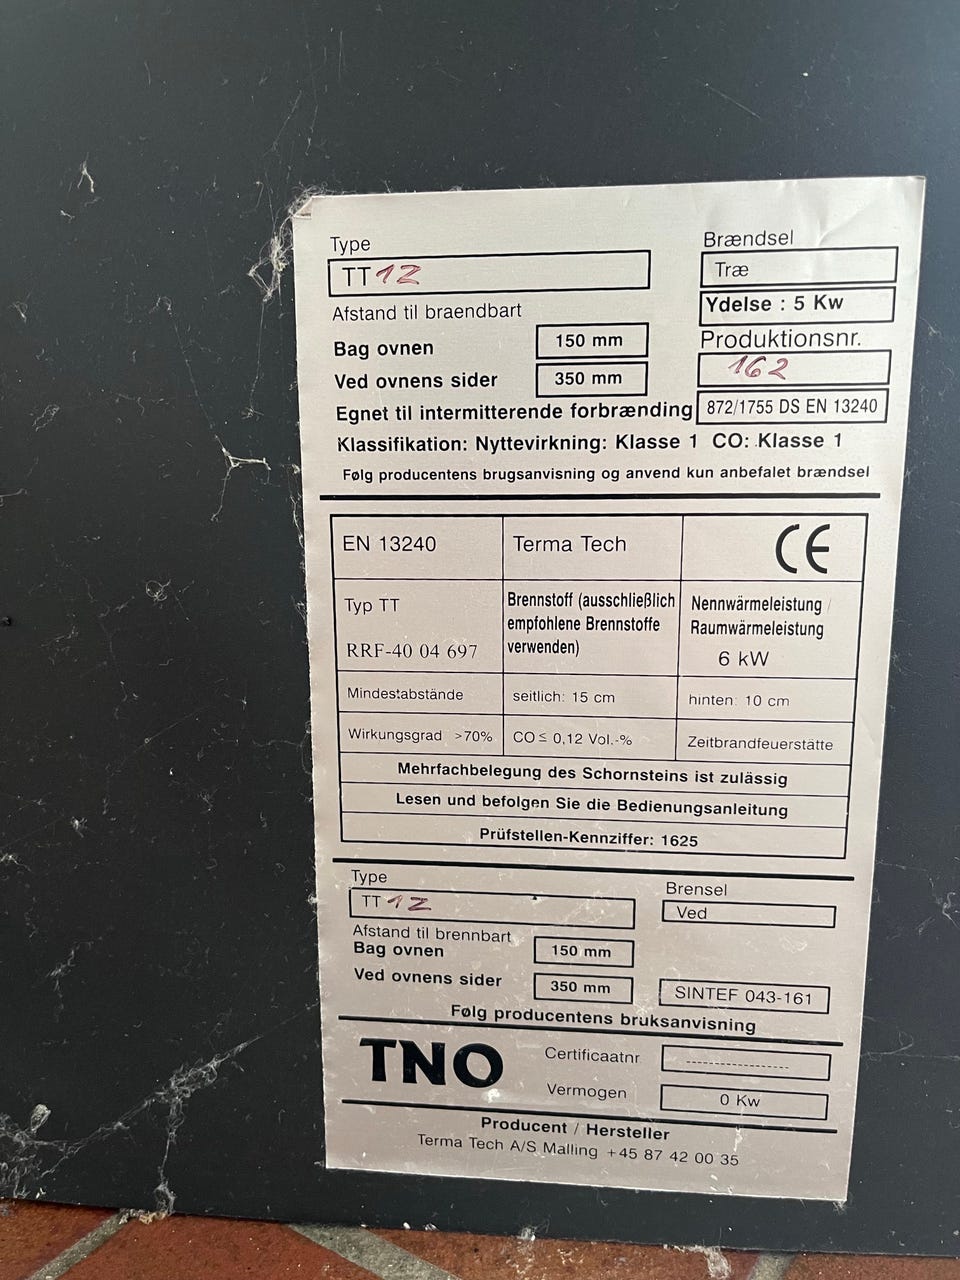 Type
TT 12
Brændsel
Træ
Ydelse : 5 Kw
Afstand til braendbart
Bag ovnen 150 mm
Produktionsnr.
162
Ved ovnens sider 350 mm
Egnet til intermitterende forbrænding 872/1755 DS EN 13240
Klassifikation: Nyttevirkning: Klasse 1 CO: Klasse 1
Følg producentens brugsanvisning og anvend kun anbefalet brændsel
EN 13240 Terma Tech CE
Typ TT
RRF-40 04 697
Brennstoff (ausschließlich
empfohlene Brennstoffe
verwenden)
Nennwärmeleistung /
Raumwärmeleistung
6 kW
Mindestabstände seitlich: 15 cm hinten: 10 cm
Wirkungsgrad >70% CO ≤ 0,12 Vol.-% Zeitbrandfeuerstätte
Mehrfachbelegung des Schornsteins ist zulässig
Lesen und befolgen Sie die Bedienungsanleitung
Prüfstellen-Kennziffer: 1625
Type
TT 12
Brensel
Ved
Afstand til brennbart
Bag ovnen 150 mm
Ved ovnens sider 350 mm SINTEF 043-161
Følg producentens bruksanvisning
TNO
Certificaatnr ------------------
Vermogen 0 Kw
Producent / Hersteller
Terma Tech A/S Malling +45 87 42 00 35